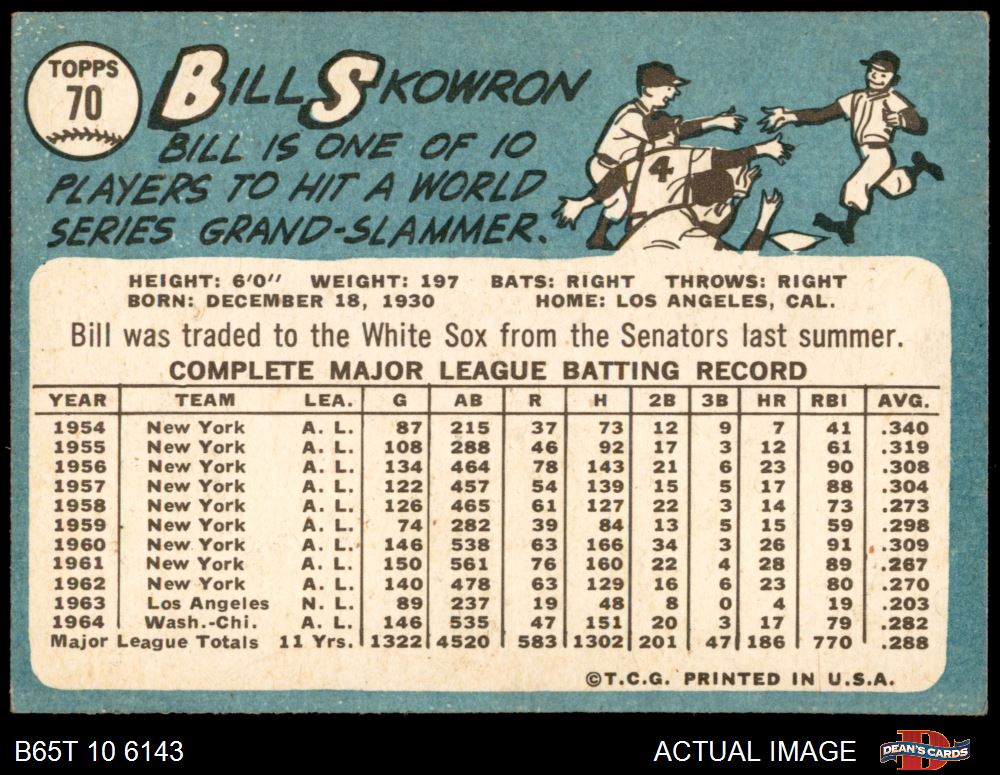 TOPPS
70
BILL SKOWRON
BILL IS ONE OF 10
PLAYERS TO HIT A WORLD
SERIES GRAND-SLAMMER.
4
HEIGHT: 6'0" WEIGHT: 197 BATS: RIGHT THROWS: RIGHT
BORN: DECEMBER 18, 1930 HOME: LOS ANGELES, CAL.
Bill was traded to the White Sox from the Senators last summer.
COMPLETE MAJOR LEAGUE BATTING RECORD
YEAR TEAM LEA. G AB R H 2B 3B HR RBI AVG.
1954 New York A. L. 87 215 37 73 12 9 7 41 .340
1955 New York A. L. 108 288 46 92 17 3 12 61 .319
1956 New York A. L. 134 464 78 143 21 6 23 90 .308
1957 New York A. L. 122 457 54 139 15 5 17 88 .304
1958 New York A. L. 126 465 61 127 22 3 14 73 .273
1959 New York A. L. 74 282 39 84 13 5 15 59 .298
1960 New York A. L. 146 538 63 166 34 3 26 91 .309
1961 New York A. L. 150 561 76 160 22 4 28 89 .267
1962 New York A. L. 140 478 63 129 16 6 23 80 .270
1963 Los Angeles N. L. 89 237 19 48 8 0 4 19 .203
1964 Wash.-Chi. A. L. 146 535 47 151 20 3 17 79 .282
Major League Totals 11 Yrs. 1322 4520 583 1302 201 47 186 770 .288
©T.C.G. PRINTED IN U.S.A.
B65T 10 6143 ACTUAL IMAGE DEAN'S CARDS